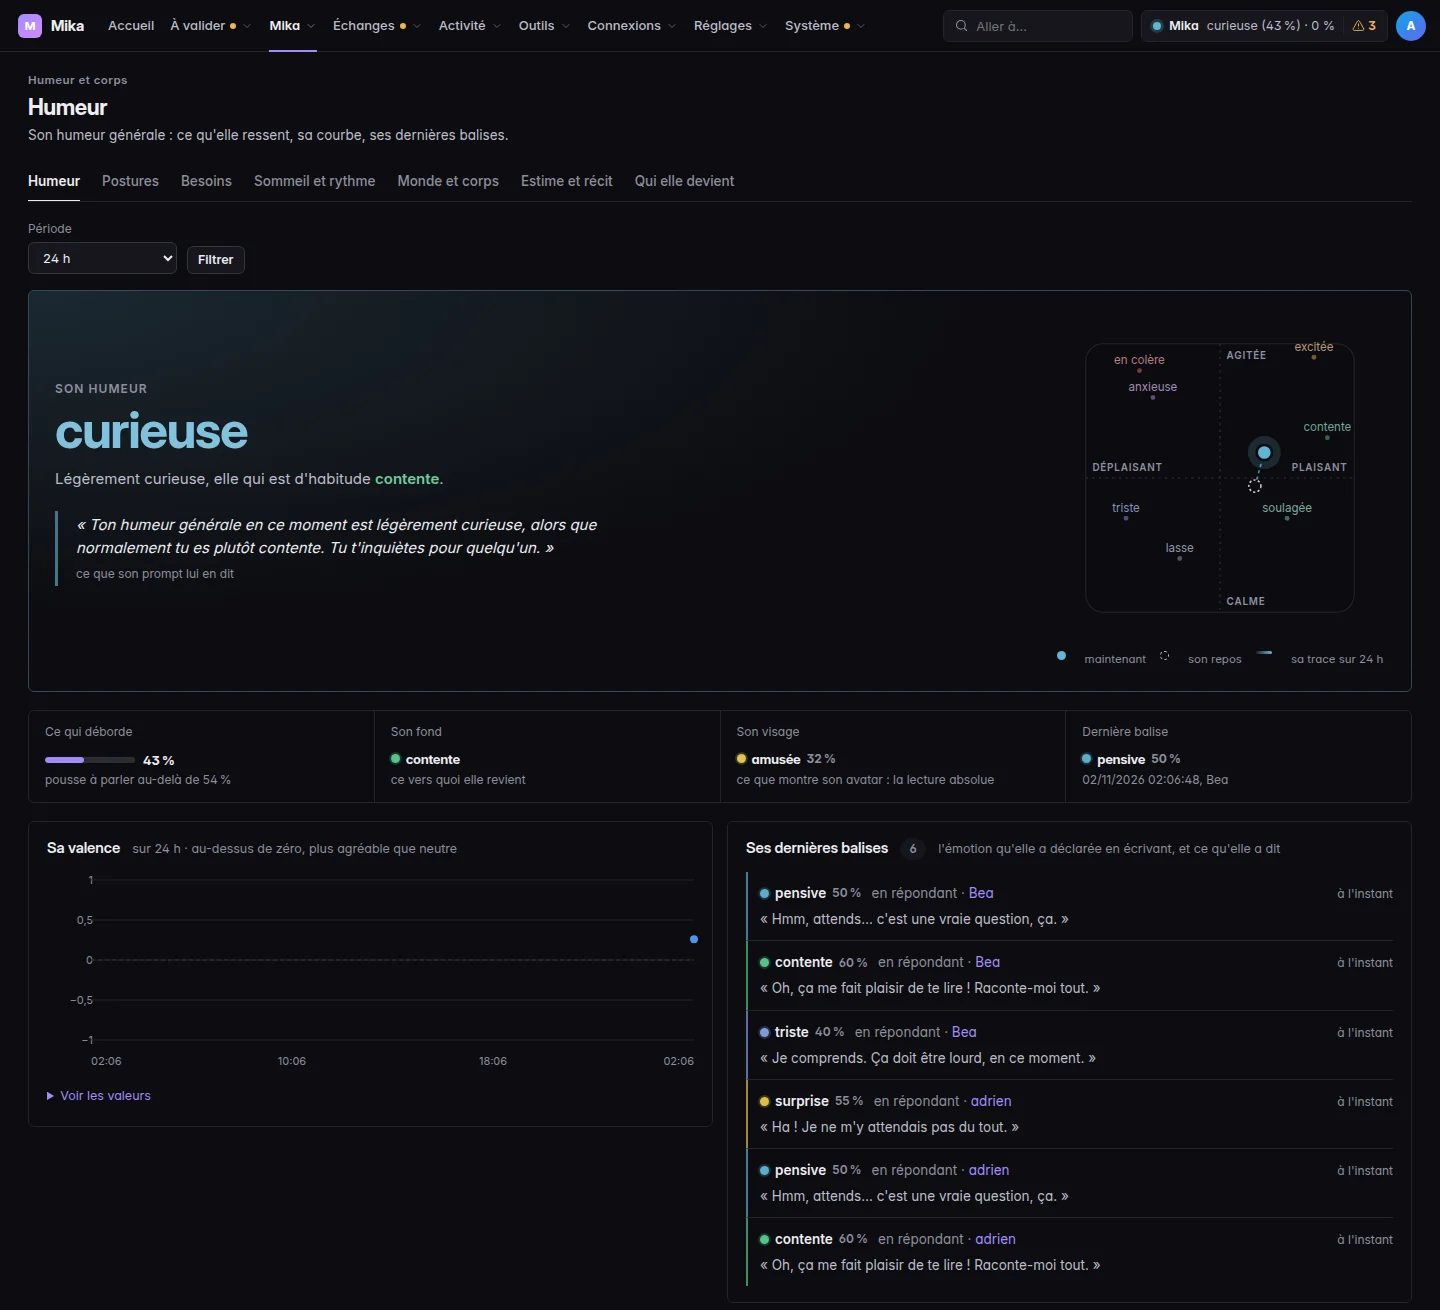 M Mika Accueil À valider Mika Échanges Activité Outils Connexions Réglages Système Aller à... Mika curieuse (43 %) · 0 % 3 A
Humeur et corps
Humeur
Son humeur générale : ce qu'elle ressent, sa courbe, ses dernières balises.
Humeur Postures Besoins Sommeil et rythme Monde et corps Estime et récit Qui elle devient
Période
24 h Filtrer
SON HUMEUR
curieuse
Légèrement curieuse, elle qui est d'habitude contente.
« Ton humeur générale en ce moment est légèrement curieuse, alors que
normalement tu es plutôt contente. Tu t'inquiètes pour quelqu'un. »
ce que son prompt lui en dit
excitée
AGITÉE
en colère
anxieuse
contente
DÉPLAISANT PLAISANT
triste soulagée
lasse
CALME
maintenant son repos sa trace sur 24 h
Ce qui déborde
43 %
pousse à parler au-delà de 54 %
Son fond
contente
ce vers quoi elle revient
Son visage
amusée 32 %
ce que montre son avatar : la lecture absolue
Dernière balise
pensive 50 %
02/11/2026 02:06:48, Bea
Sa valence sur 24 h · au-dessus de zéro, plus agréable que neutre
1
0,5
0
−0,5
−1
02:06 10:06 18:06 02:06
Voir les valeurs
Ses dernières balises 6 l'émotion qu'elle a déclarée en écrivant, et ce qu'elle a dit
pensive 50 % en répondant · Bea à l'instant
« Hmm, attends... c'est une vraie question, ça. »
contente 60 % en répondant · Bea à l'instant
« Oh, ça me fait plaisir de te lire ! Raconte-moi tout. »
triste 40 % en répondant · Bea à l'instant
« Je comprends. Ça doit être lourd, en ce moment. »
surprise 55 % en répondant · adrien à l'instant
« Ha ! Je ne m'y attendais pas du tout. »
pensive 50 % en répondant · adrien à l'instant
« Hmm, attends... c'est une vraie question, ça. »
contente 60 % en répondant · adrien à l'instant
« Oh, ça me fait plaisir de te lire ! Raconte-moi tout. »